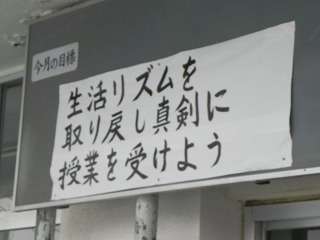 今月の目標
生活リズムを
取り戻し真剣に
授業を受けよう